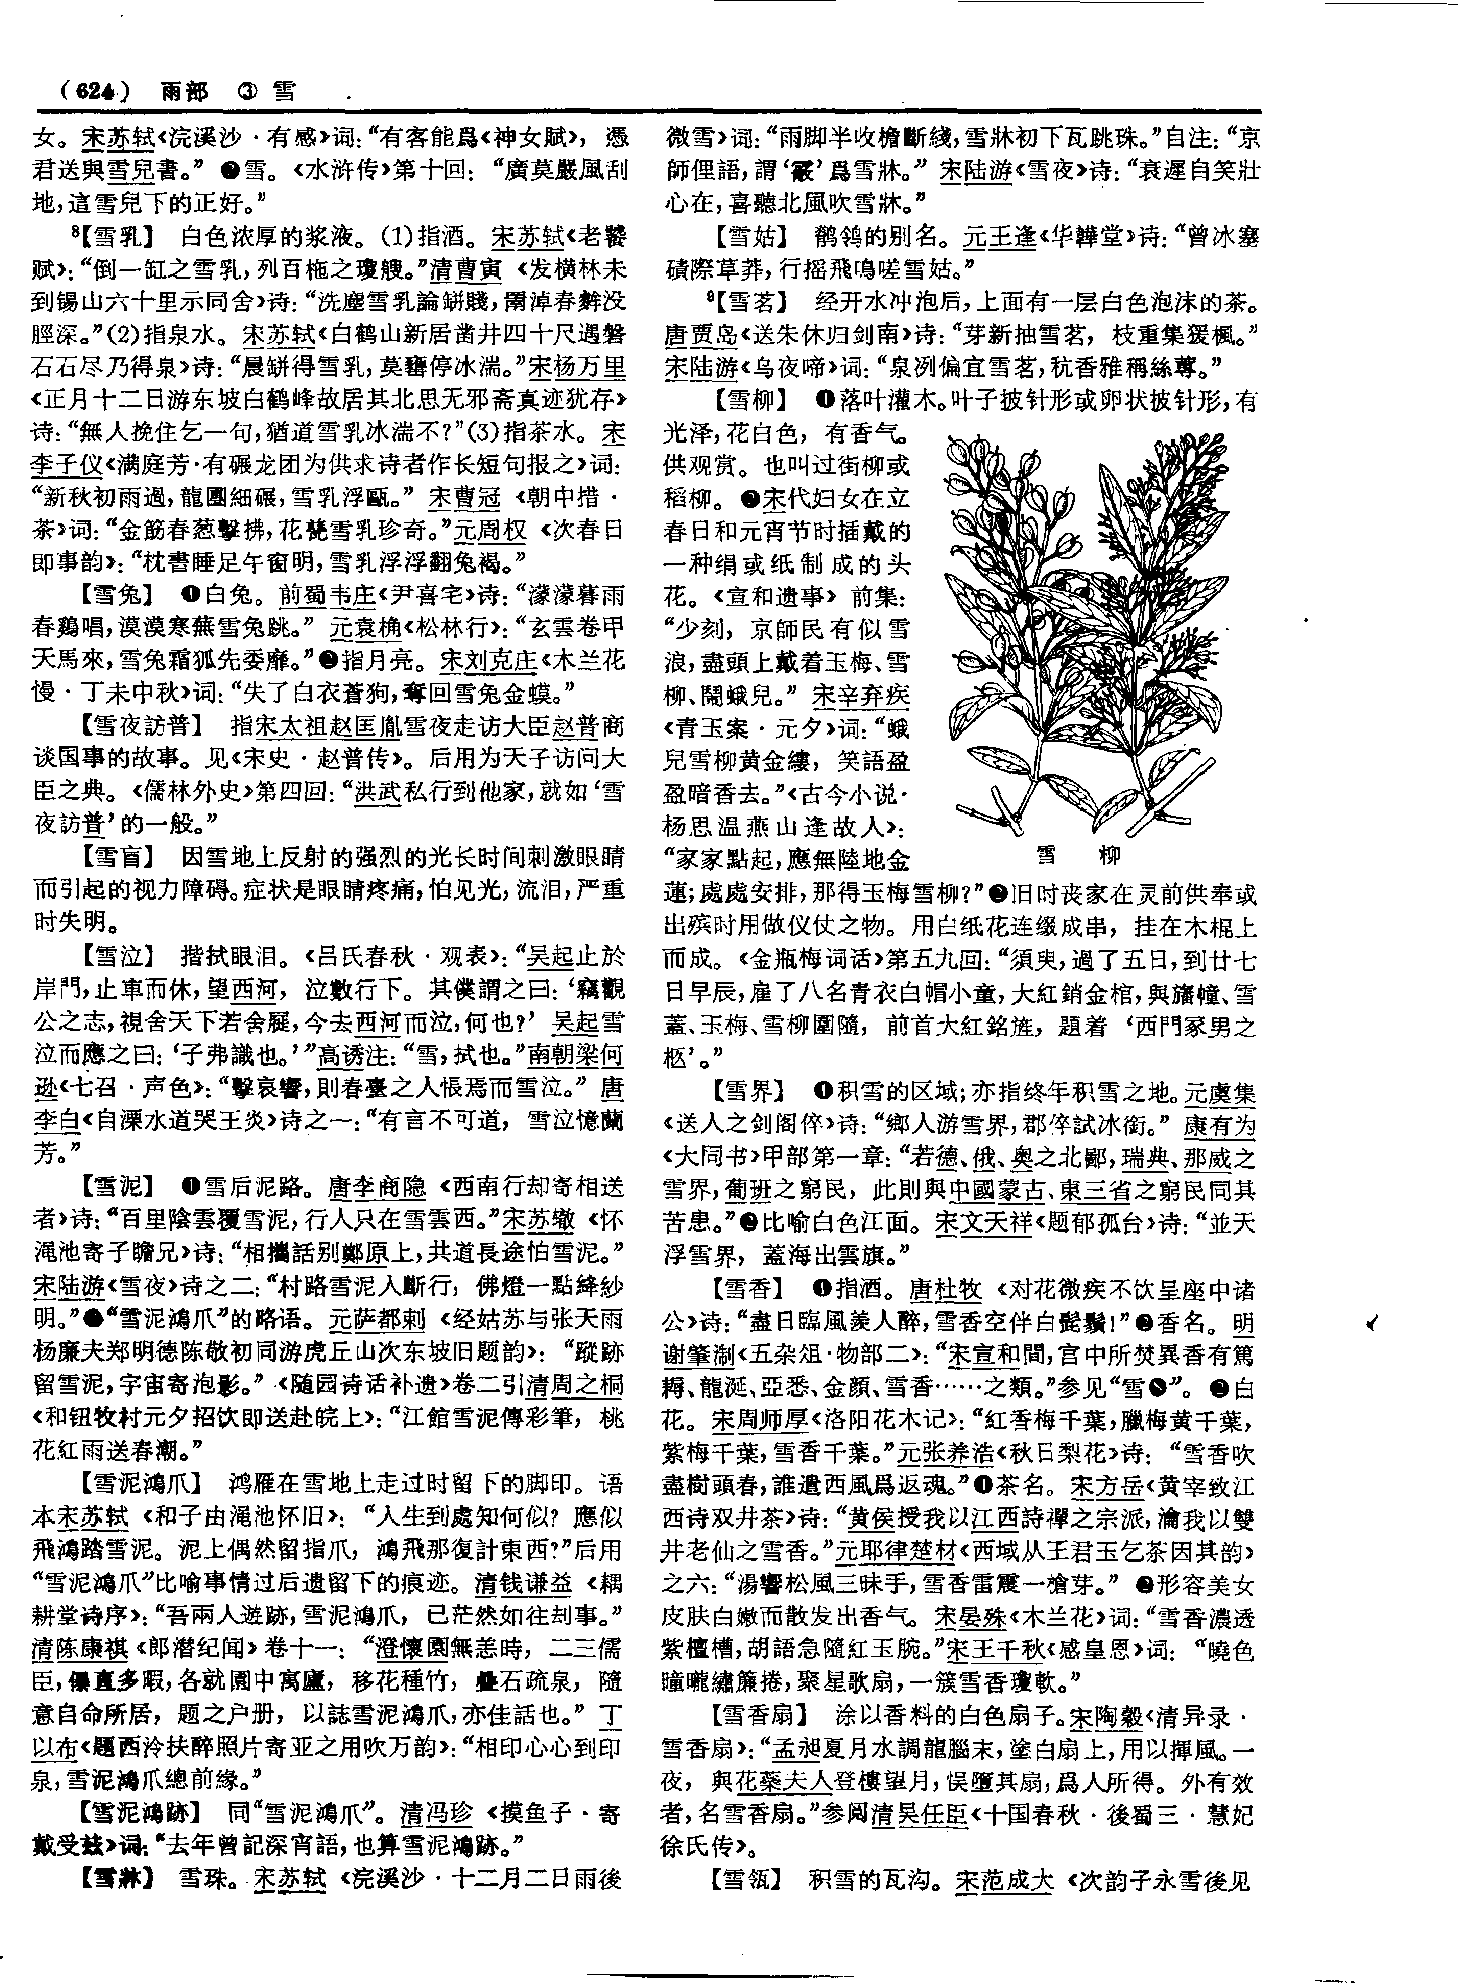 (624) 雨部 ③ 雪
女。宋苏轼《浣溪沙·有感》词：“有客能爲《神女賦》，憑
君送與雪兒書。” ❷雪。《水浒传》第十回：“廣莫嚴風刮
地，這雪兒下的正好。”
⁸【雪乳】 白色浓厚的浆液。(1)指酒。宋苏轼《老饕
赋》：“倒一缸之雪乳，列百柂之瓊艘。”清曹寅《发横林未
到锡山六十里示同舍》诗：“洗塵雪乳論缾賤，鬧淖春斚没
脛深。”(2)指泉水。宋苏轼《白鹤山新居凿井四十尺遇磐
石石尽乃得泉》诗：“晨缾得雪乳，莫甕停冰湍。”宋杨万里
《正月十二日游东坡白鹤峰故居其北思无邪斋真迹犹存》
诗：“無人挽住乞一句，猶道雪乳冰湍不？”(3)指茶水。宋
李子仪《满庭芳·有碾龙团为供求诗者作长短句报之》词：
“新秋初雨過，龍團細碾，雪乳浮甌。” 宋曹冠《朝中措·
茶》词：“金筯春葱擊拂，花甆雪乳珍奇。”元周权《次春日
即事韵》：“枕書睡足午窗明，雪乳浮浮翻兔褐。”
【雪兔】 ❶白兔。前蜀韦庄《尹喜宅》诗：“濛濛暮雨
春鷄唱，漠漠寒蕪雪兔跳。” 元袁桷《松林行》：“玄雲卷甲
天馬來，雪兔霜狐先委靡。”❷指月亮。宋刘克庄《木兰花
慢·丁未中秋》词：“失了白衣蒼狗，奪回雪兔金蟆。”
【雪夜訪普】 指宋太祖赵匡胤雪夜走访大臣赵普商
谈国事的故事。见《宋史·赵普传》。后用为天子访问大
臣之典。《儒林外史》第四回：“洪武私行到他家，就如‘雪
夜訪普’的一般。”
【雪盲】 因雪地上反射的强烈的光长时间刺激眼睛
而引起的视力障碍。症状是眼睛疼痛，怕见光，流泪，严重
时失明。
【雪泣】 揩拭眼泪。《吕氏春秋·观表》：“吴起止於
岸門，止車而休，望西河，泣數行下。其僕謂之曰：‘竊觀
公之志，視舍天下若舍屣，今去西河而泣，何也？’ 吴起雪
泣而應之曰：‘子弗識也。’”高诱注：“雪，拭也。”南朝梁何
逊《七召·声色》：“擊哀響，則春臺之人悵焉而雪泣。” 唐
李白《自溧水道哭王炎》诗之一：“有言不可道，雪泣憶蘭
芳。”
【雪泥】 ❶雪后泥路。唐李商隐《西南行却寄相送
者》诗：“百里陰雲覆雪泥，行人只在雪雲西。”宋苏辙《怀
渑池寄子瞻兄》诗：“相攜話别鄭原上，共道長途怕雪泥。”
宋陆游《雪夜》诗之二：“村路雪泥人斷行，佛燈一點絳紗
明。”❷“雪泥鴻爪”的略语。元萨都剌《经姑苏与张天雨
杨廉夫郑明德陈敬初同游虎丘山次东坡旧题韵》：“蹤跡
留雪泥，字宙寄泡影。”《随园诗话补遗》卷二引清周之桐
《和钮牧村元夕招饮即送赴皖上》：“江館雪泥傳彩筆，桃
花紅雨送春潮。”
【雪泥鴻爪】 鸿雁在雪地上走过时留下的脚印。语
本宋苏轼《和子由渑池怀旧》：“人生到處知何似？應似
飛鴻踏雪泥。泥上偶然留指爪，鴻飛那復計東西？”后用
“雪泥鴻爪”比喻事情过后遗留下的痕迹。清钱谦益《耦
耕堂诗序》：“吾兩人遊跡，雪泥鴻爪，已茫然如往刦事。”
清陈康祺《郎潜纪闻》卷十一：“澄懷園無恙時，二三儒
臣，儤直多暇，各就園中寓廬，移花種竹，疊石疏泉，隨
意自命所居，題之户册，以誌雪泥鴻爪，亦佳話也。” 丁
以布《题西泠扶醉照片寄亚之用吹万韵》：“相印心心到印
泉，雪泥鴻爪總前緣。”
【雪泥鴻跡】 同“雪泥鴻爪”。清冯珍《摸鱼子·寄
戴受兹》词：“去年曾記深宵語，也算雪泥鴻跡。”
【雪牀】 雪珠。宋苏轼《浣溪沙·十二月二日雨後
微雪》词：“雨脚半收檐斷綫，雪牀初下瓦跳珠。”自注：“京
師俚語，謂‘霰’爲雪牀。” 宋陆游《雪夜》诗：“衰遲自笑壯
心在，喜聽北風吹雪牀。”
【雪姑】 鹡鸰的别名。元王逢《华韡堂》诗：“曾冰塞
磧際草莽，行摇飛鳴嗟雪姑。”
⁹【雪茗】 经开水冲泡后，上面有一层白色泡沫的茶。
唐贾岛《送朱休归剑南》诗：“芽新抽雪茗，枝重集猨楓。”
宋陆游《乌夜啼》词：“泉冽偏宜雪茗，秔香雅稱絲蓴。”
【雪柳】 ❶落叶灌木。叶子披针形或卵状披针形，有
光泽，花白色，有香气。
供观赏。也叫过街柳或
稻柳。❷宋代妇女在立
春日和元宵节时插戴的
一种绢或纸制成的头
花。《宣和遗事》前集：
“少刻，京師民有似雪
浪，盡頭上戴着玉梅、雪
柳、鬧蛾兒。” 宋辛弃疾
《青玉案·元夕》词：“蛾
兒雪柳黄金縷，笑語盈
盈暗香去。”《古今小说·
杨思温燕山逢故人》：
“家家點起，應無陸地金
雪 柳
蓮；處處安排，那得玉梅雪柳？”❸旧时丧家在灵前供奉或
出殡时用做仪仗之物。用白纸花连缀成串，挂在木棍上
而成。《金瓶梅词话》第五九回：“須臾，過了五日，到廿七
日早辰，雇了八名青衣白帽小童，大紅銷金棺，與旛幢、雪
蓋、玉梅、雪柳圍隨，前首大紅銘旌，題着‘西門冢男之
柩’。”
【雪界】 ❶积雪的区域；亦指终年积雪之地。元虞集
《送人之剑阁倅》诗：“鄉人游雪界，郡倅試冰銜。” 康有为
《大同书》甲部第一章：“若德、俄、奥之北鄙，瑞典、那威之
雪界，葡班之窮民，此則與中國蒙古、東三省之窮民同其
苦患。”❷比喻白色江面。宋文天祥《题郁孤台》诗：“並天
浮雪界，蓋海出雲旗。”
【雪香】 ❶指酒。唐杜牧《对花微疾不饮呈座中诸
公》诗：“盡日臨風羨人醉，雪香空伴白髭鬚！”❷香名。明
谢肇淛《五杂俎·物部二》：“宋宣和間，宫中所焚異香有篤
耨、龍涎、亞悉、金顔、雪香……之類。”参见“雪❾”。❸白
花。宋周师厚《洛阳花木记》：“紅香梅千葉，臘梅黄千葉，
紫梅千葉，雪香千葉。”元张养浩《秋日梨花》诗：“雪香吹
盡樹頭春，誰遣西風爲返魂。”❹茶名。宋方岳《黄宰致江
西诗双井茶》诗：“黄侯授我以江西詩禪之宗派，瀹我以雙
井老仙之雪香。”元耶律楚材《西域从王君玉乞茶因其韵》
之六：“湯響松風三昧手，雪香雷震一槍芽。” ❺形容美女
皮肤白嫩而散发出香气。宋晏殊《木兰花》词：“雪香濃透
紫檀槽，胡語急隨紅玉腕。”宋王千秋《感皇恩》词：“曉色
曈曨繡簾捲，聚星歌扇，一簇雪香瓊軟。”
【雪香扇】 涂以香料的白色扇子。宋陶穀《清异录·
雪香扇》：“孟昶夏月水調龍腦末，塗白扇上，用以揮風。一
夜，與花蘂夫人登樓望月，悮墮其扇，爲人所得。外有效
者，名雪香扇。”参阅清吴任臣《十国春秋·後蜀三·慧妃
徐氏传》。
【雪瓴】 积雪的瓦沟。宋范成大《次韵子永雪後见